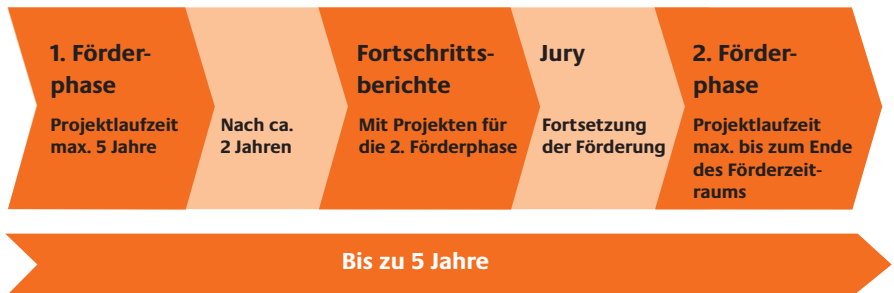 1. Förder-
phase
Projektlaufzeit
max. 5 Jahre
Nach ca.
2 Jahren
Fortschritts-
berichte
Mit Projekten für
die 2. Förderphase
Jury
Fortsetzung
der Förderung
2. Förder-
phase
Projektlaufzeit
max. bis zum Ende
des Förderzeit-
raums
Bis zu 5 Jahre